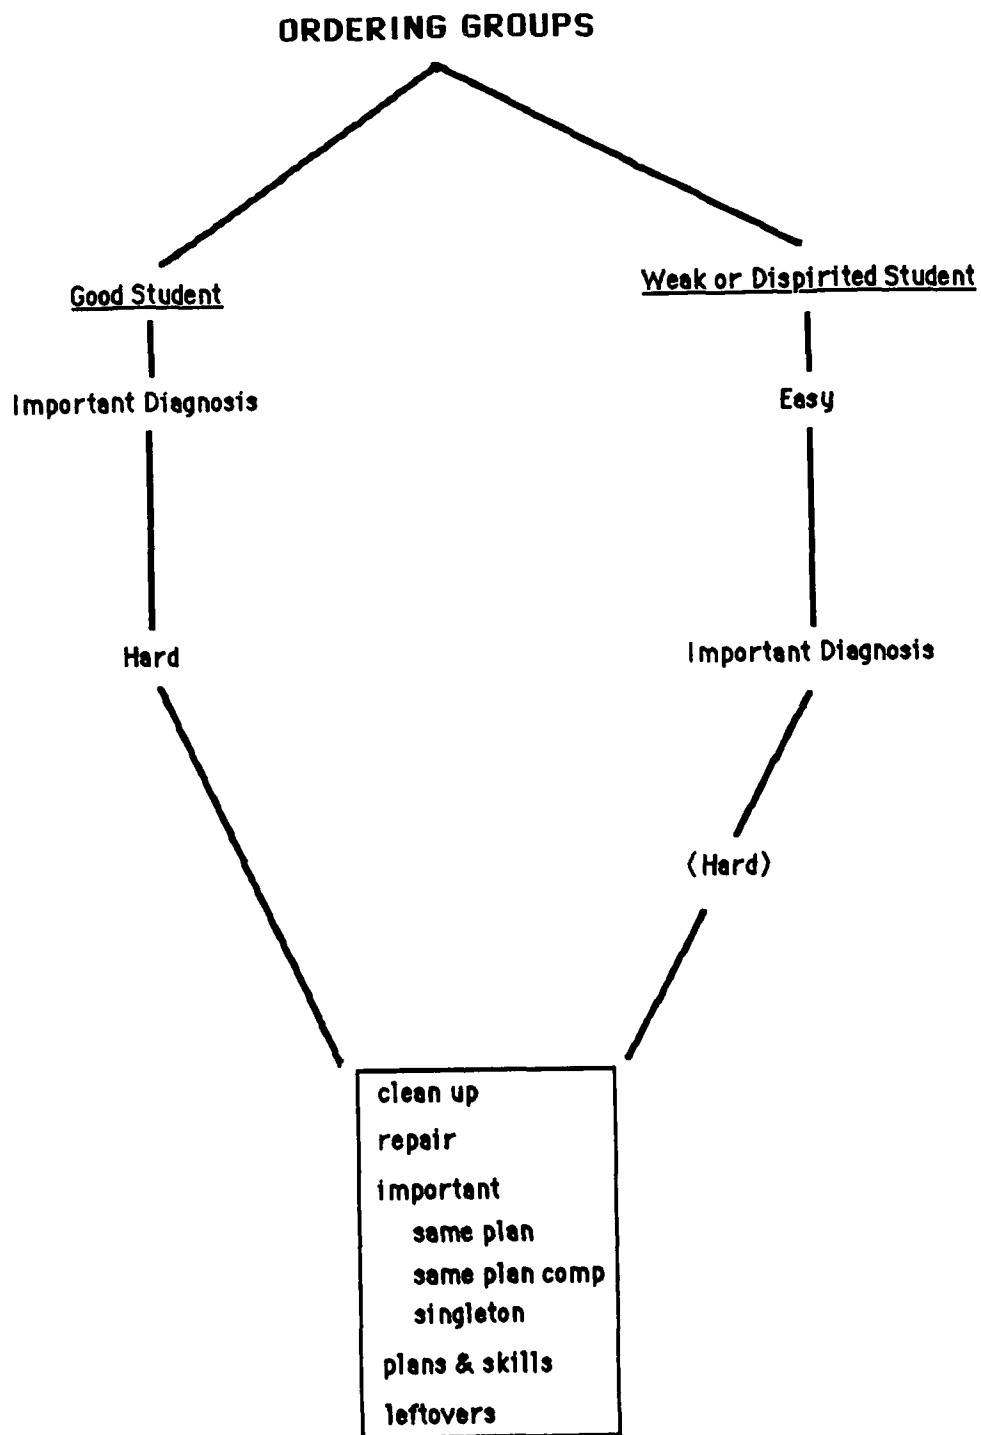 ORDERING GROUPS
Good Student
Weak or Dispirited Student
Important Diagnosis
Easy
Hard
Important Diagnosis
(Hard)
clean up
repair
important
same plan
same plan comp
singleton
plans & skills
leftovers